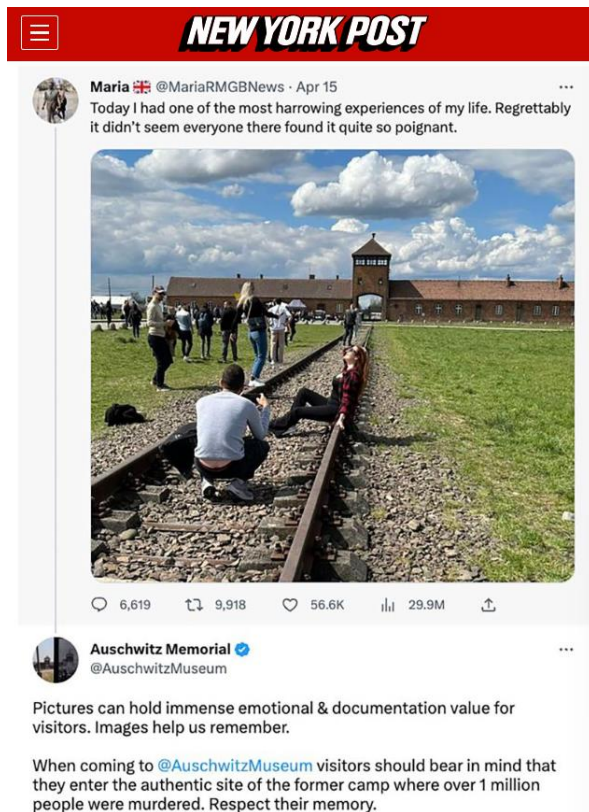 NEW YORK POST
Maria 🇬🇧 @MariaRMGBNews · Apr 15
Today I had one of the most harrowing experiences of my life. Regrettably
it didn't seem everyone there found it quite so poignant.
6,619 9,918 56.6K 29.9M
Auschwitz Memorial
@AuschwitzMuseum
Pictures can hold immense emotional & documentation value for
visitors. Images help us remember.
When coming to @AuschwitzMuseum visitors should bear in mind that
they enter the authentic site of the former camp where over 1 million
people were murdered. Respect their memory.